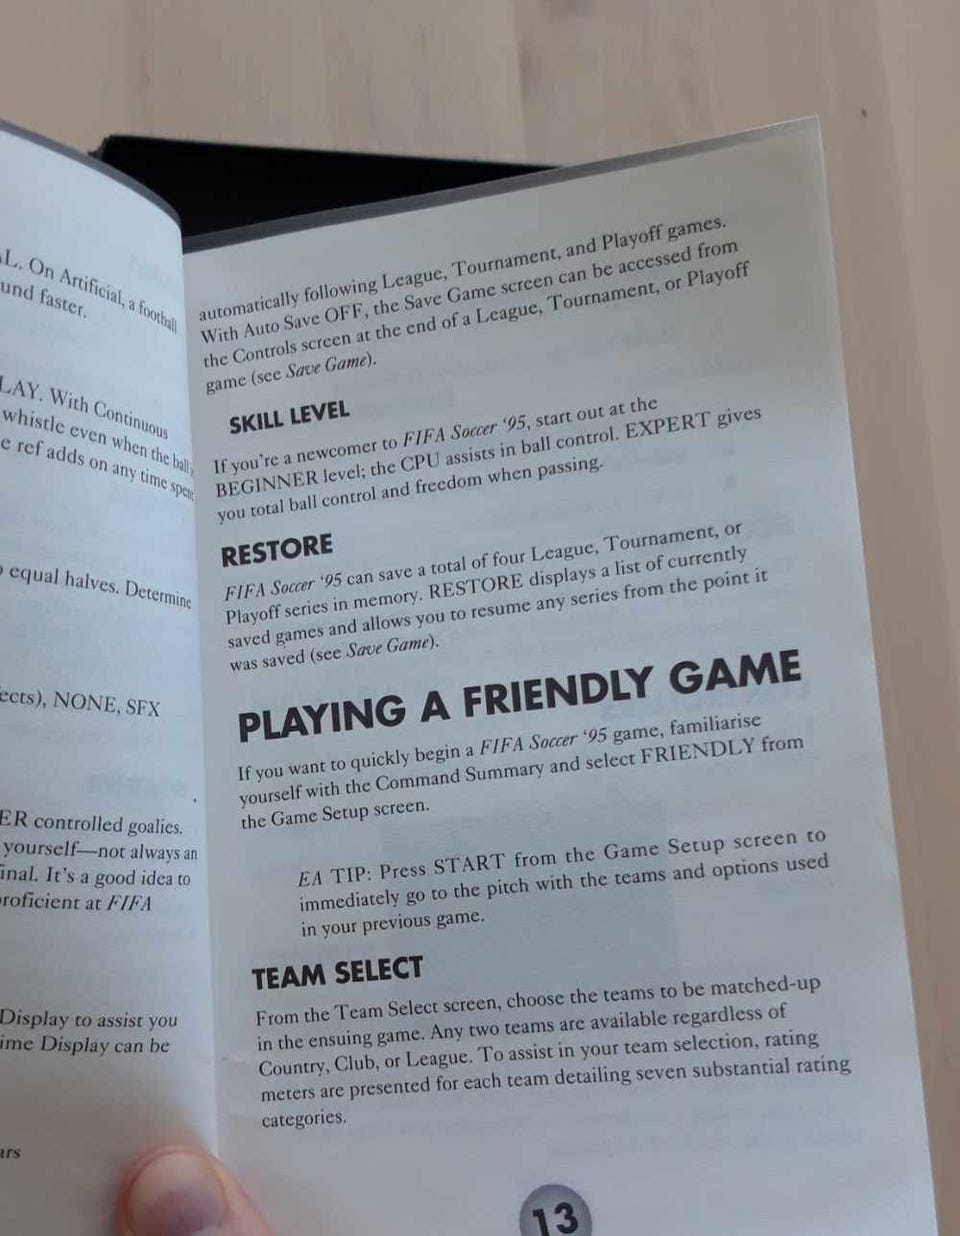 AL. On Artificial, a football
und faster.
LAY. With Continuous
whistle even when the ball
e ref adds on any time spent
equal halves. Determine
ects), NONE, SFX
ER controlled goalies.
yourself—not always an
inal. It's a good idea to
roficient at FIFA
Display to assist you
ime Display can be
ars
automatically following League, Tournament, and Playoff games.
With Auto Save OFF, the Save Game screen can be accessed from
the Controls screen at the end of a League, Tournament, or Playoff
game (see Save Game).
SKILL LEVEL
If you're a newcomer to FIFA Soccer '95, start out at the
BEGINNER level; the CPU assists in ball control. EXPERT gives
you total ball control and freedom when passing.
RESTORE
FIFA Soccer '95 can save a total of four League, Tournament, or
Playoff series in memory. RESTORE displays a list of currently
saved games and allows you to resume any series from the point it
was saved (see Save Game).
PLAYING A FRIENDLY GAME
If you want to quickly begin a FIFA Soccer '95 game, familiarise
yourself with the Command Summary and select FRIENDLY from
the Game Setup screen.
EA TIP: Press START from the Game Setup screen to
immediately go to the pitch with the teams and options used
in your previous game.
TEAM SELECT
From the Team Select screen, choose the teams to be matched-up
in the ensuing game. Any two teams are available regardless of
Country, Club, or League. To assist in your team selection, rating
meters are presented for each team detailing seven substantial rating
categories.
13